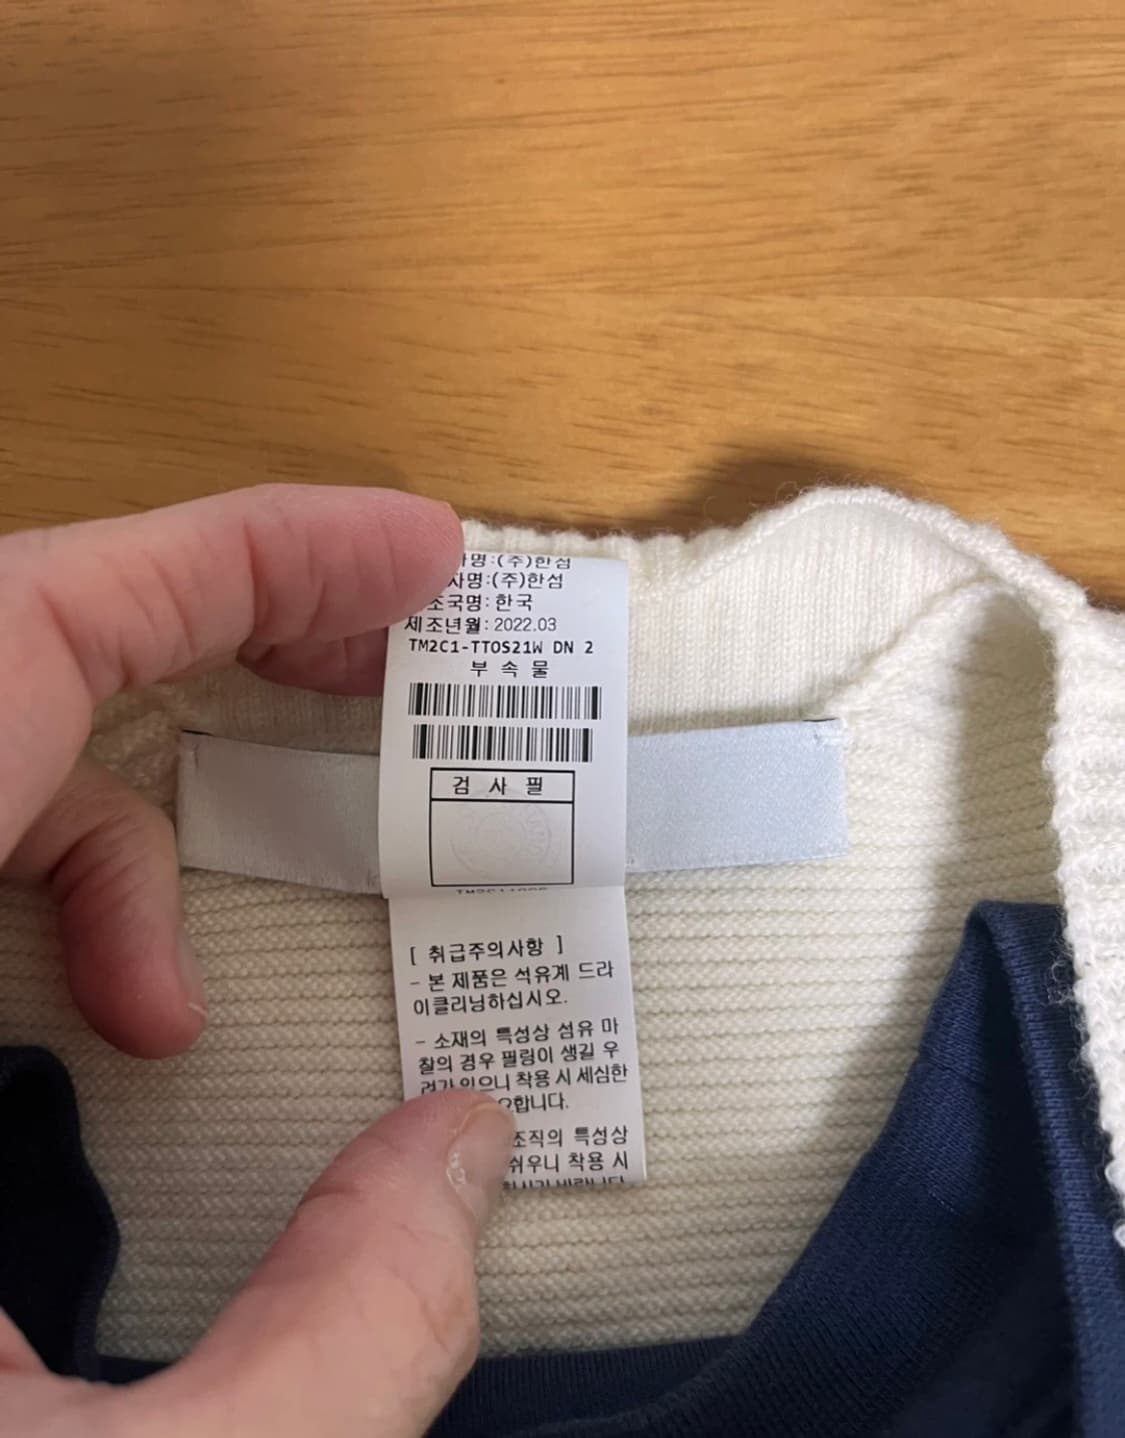 명:(주)한섬
자명:(주)한섬
조국명: 한국
제조년월: 2022.03
TM2C1-TTOS21W DN 2
부 속 물
검 사 필
[ 취급주의사항 ]
- 본 제품은 석유계 드라
이클리닝하십시오.
- 소재의 특성상 섬유 마
찰의 경우 필링이 생길 우
려가 있으니 착용 시 세심한
합니다.
조직의 특성상
쉬우니 착용 시